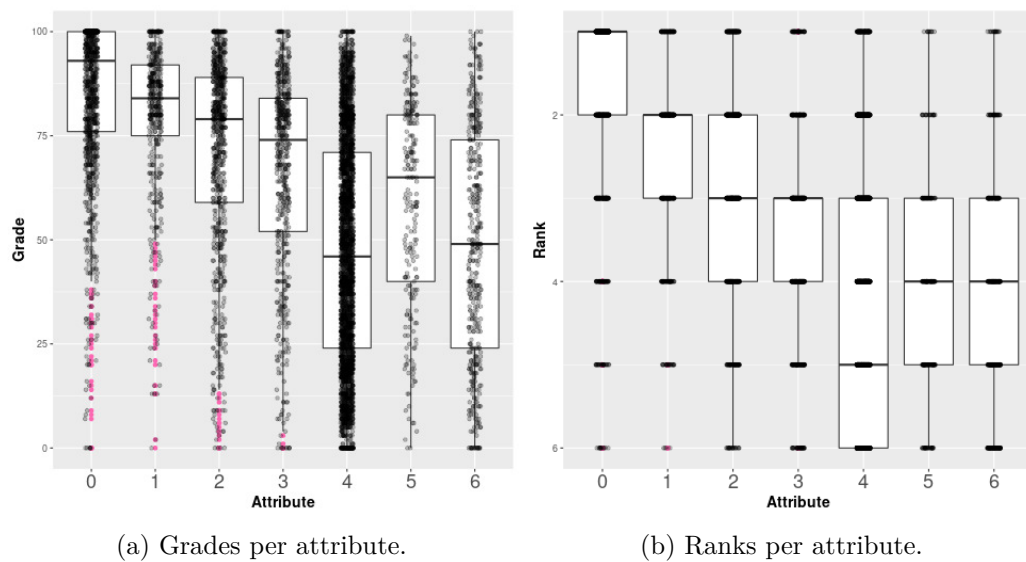 100
75
50
25
0
Grade
0 1 2 3 4 5 6
Attribute
2
4
6
Rank
0 1 2 3 4 5 6
Attribute
(a) Grades per attribute.
(b) Ranks per attribute.